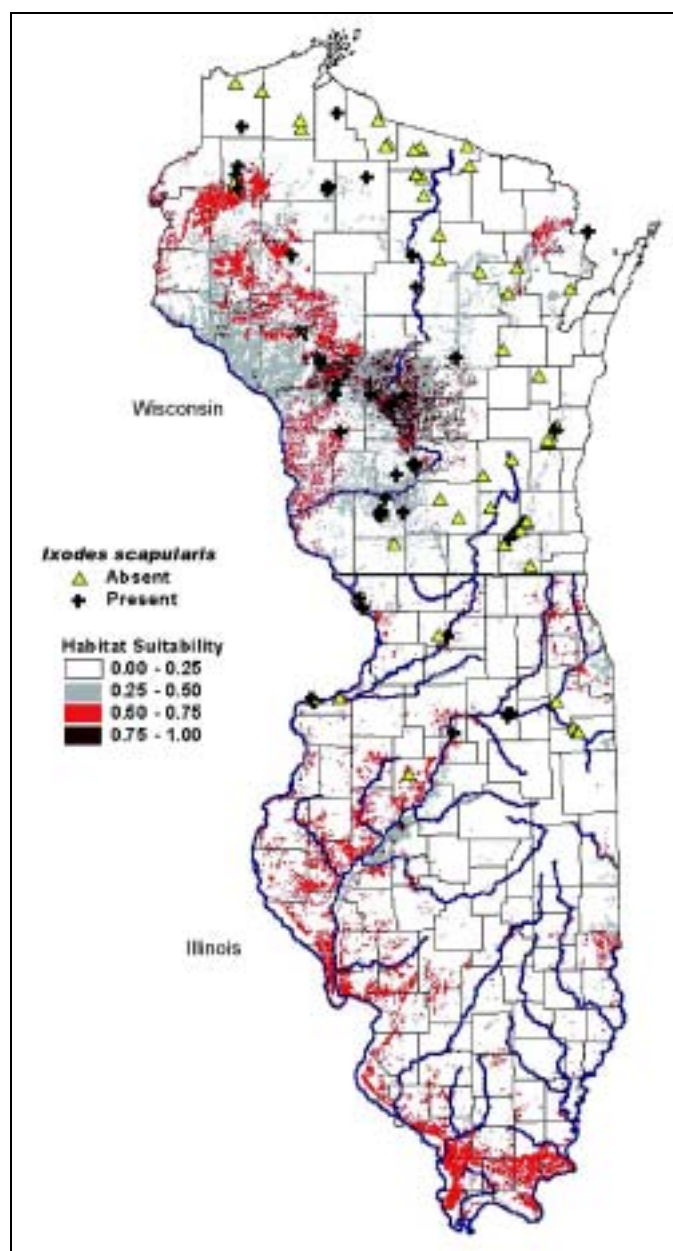 Wisconsin
Ixodes scapularis
Absent
Present
Habitat Suitability
0.00 - 0.25
0.25 - 0.50
0.50 - 0.75
0.75 - 1.00
Illinois